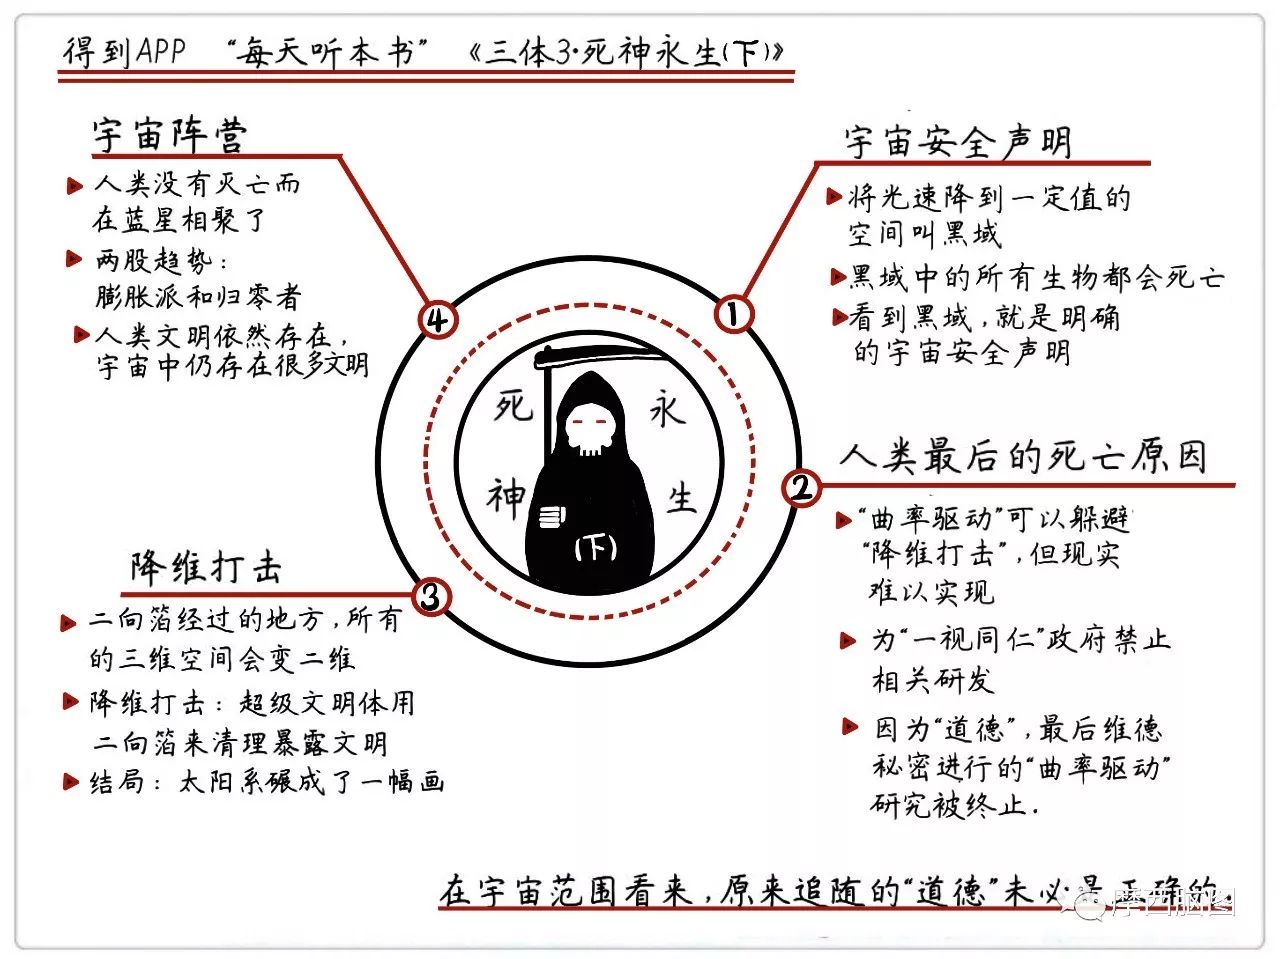 得到APP “每天听本书” 《三体3·死神永生(下)》
宇宙安全声明
将光速降到一定值的
空间叫黑域
黑域中的所有生物都会死亡
看到黑域,就是明确
的宇宙安全声明
人类最后的死亡原因
“曲率驱动”可以躲避
“降维打击”,但现实
难以实现
为“一视同仁”政府禁止
相关研发
因为“道德”,最后维德
秘密进行的“曲率驱动”
研究被终止.
降维打击
二向箔经过的地方,所有
的三维空间会变二维
降维打击:超级文明体用
二向箔来清理暴露文明
结局:太阳系碾成了一幅画
宇宙阵营
人类没有灭亡而
在蓝星相聚了
两股趋势:
膨胀派和归零者
人类文明依然存在,
宇宙中仍存在很多文明
1
2
3
4
死神
永生
(下)
在宇宙范围看来,原来追随的“道德”未必是正确的.
摩西脑图